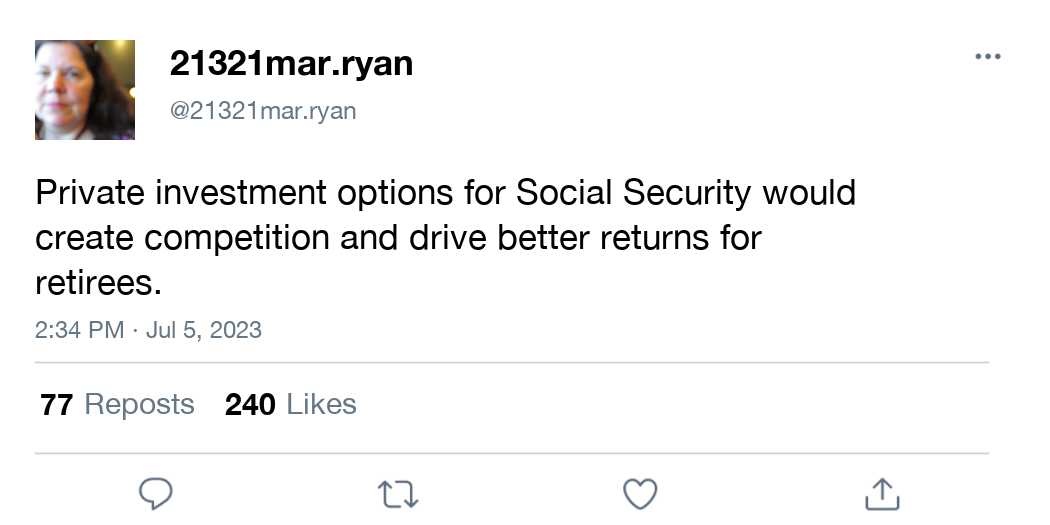 21321mar.ryan
@21321mar.ryan
Private investment options for Social Security would
create competition and drive better returns for
retirees.
2:34 PM · Jul 5, 2023
77 Reposts 240 Likes